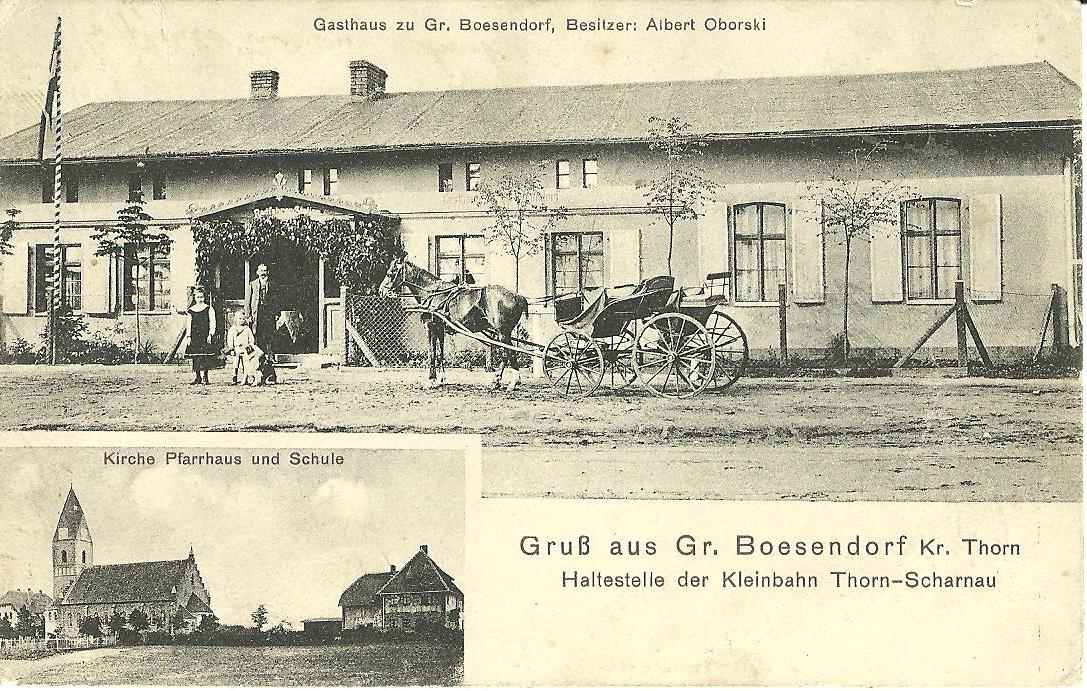 Gasthaus zu Gr. Boesendorf, Besitzer: Albert Oborski
Kirche Pfarrhaus und Schule
Gruß aus Gr. Boesendorf Kr. Thorn
Haltestelle der Kleinbahn Thorn-Scharnau